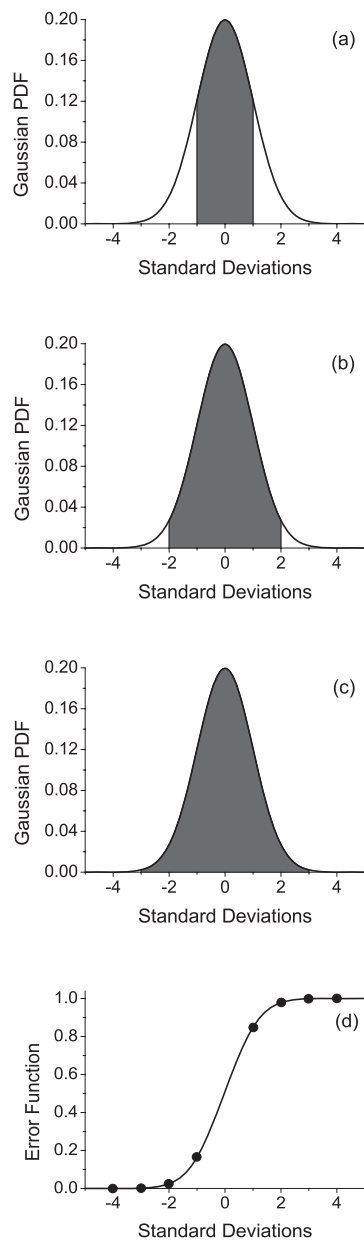 0.20
(a)
0.16
0.12
0.08
0.04
0.00
Gaussian PDF
-4 -2 0 2 4
Standard Deviations
0.20
(b)
0.16
0.12
0.08
0.04
0.00
Gaussian PDF
-4 -2 0 2 4
Standard Deviations
0.20
(c)
0.16
0.12
0.08
0.04
0.00
Gaussian PDF
-4 -2 0 2 4
Standard Deviations
1.0
(d)
0.8
0.6
0.4
0.2
0.0
Error Function
-4 -2 0 2 4
Standard Deviations